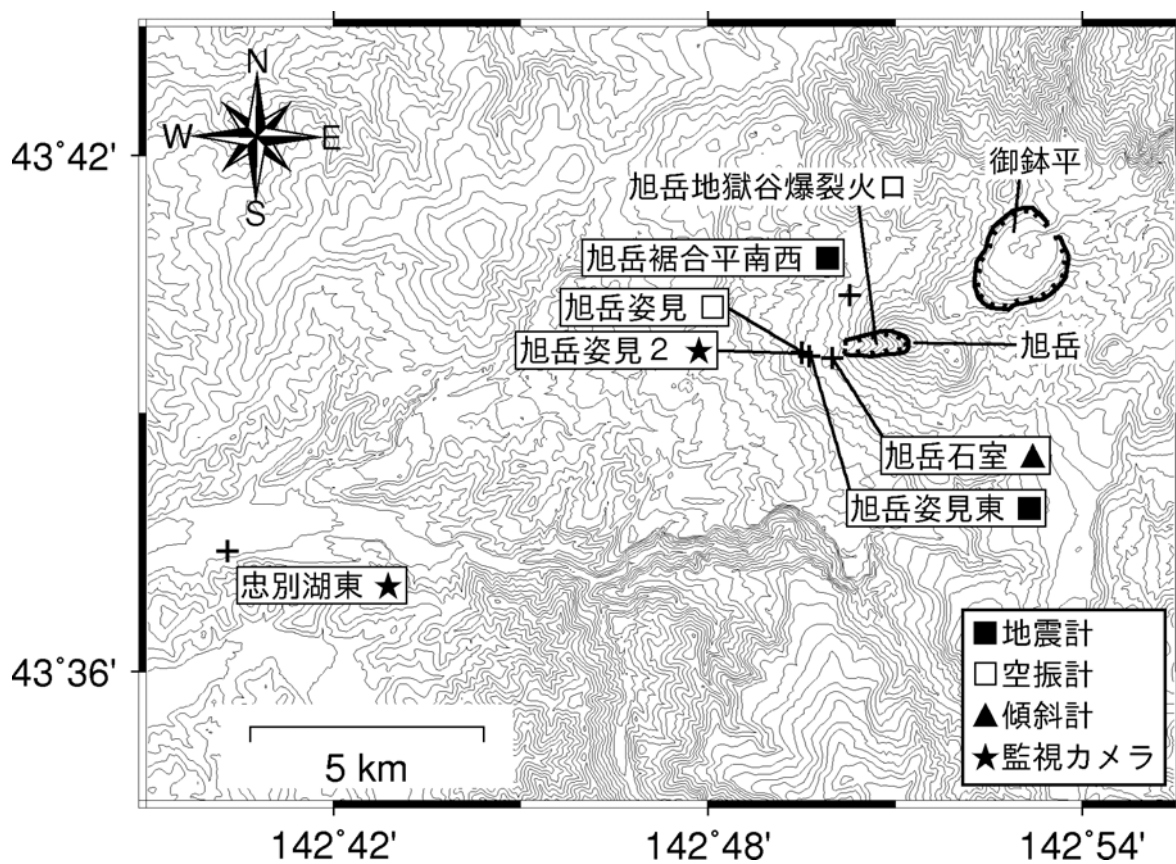 N
W
E
S
43°42'
43°36'
御鉢平
旭岳地獄谷爆裂火口
旭岳裾合平南西 ■
旭岳姿見 □
旭岳姿見２ ★
旭岳
旭岳石室 ▲
旭岳姿見東 ■
忠別湖東 ★
■地震計
□空振計
▲傾斜計
★監視カメラ
5 km
142°42'
142°48'
142°54'